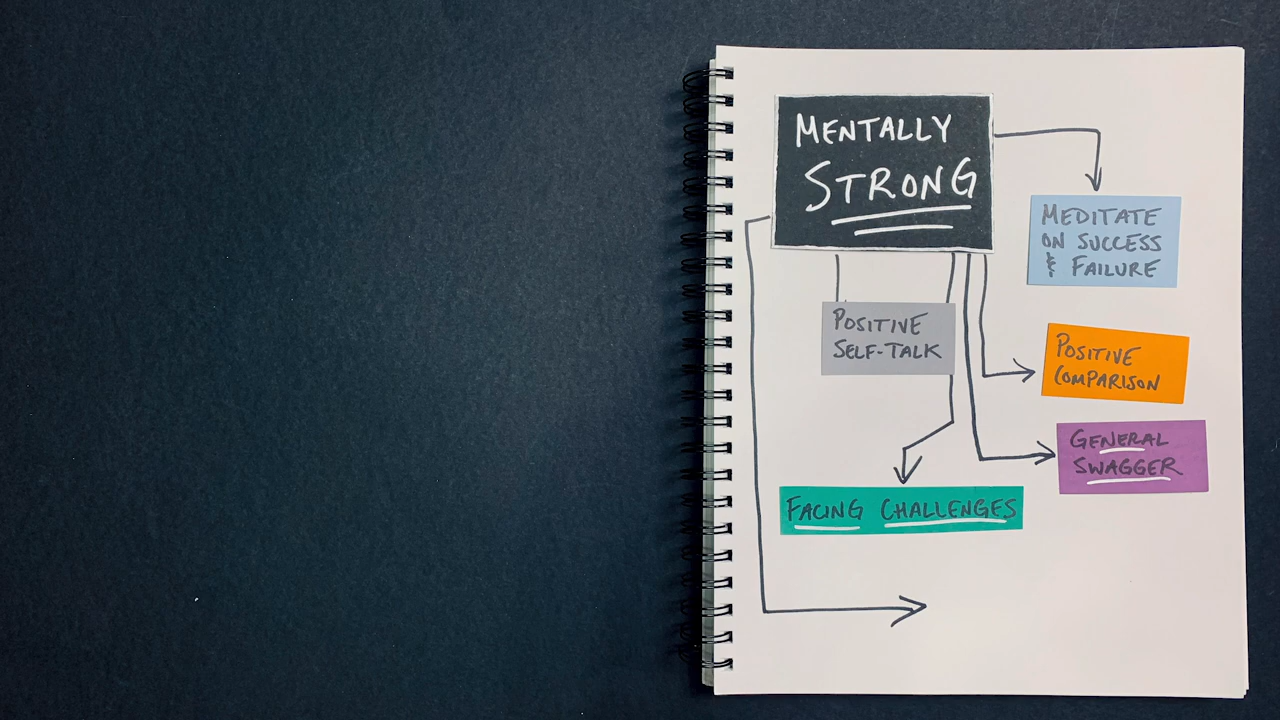 MENTALLY
STRONG
MEDITATE
ON SUCCESS
& FAILURE
POSITIVE
SELF-TALK
POSITIVE
COMPARISON
GENERAL
SWAGGER
FACING CHALLENGES